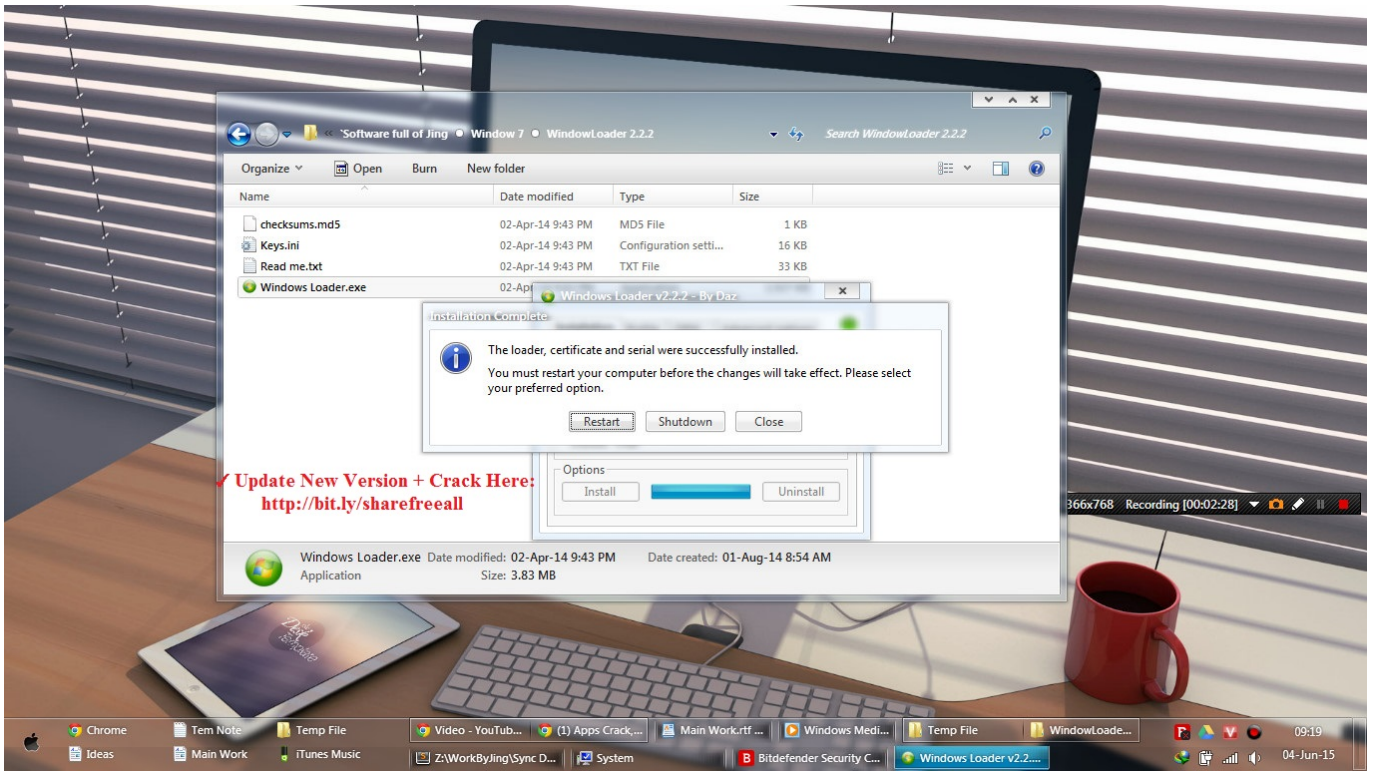 « 'Software full of Jing • Window 7 • WindowLoader 2.2.2
Search WindowLoader 2.2.2
Organize Open Burn New folder
Name Date modified Type Size
checksums.md5 02-Apr-14 9:43 PM MD5 File 1 KB
Keys.ini 02-Apr-14 9:43 PM Configuration setti... 16 KB
Read me.txt 02-Apr-14 9:43 PM TXT File 33 KB
Windows Loader.exe 02-Apr
Windows Loader v2.2.2 - By Daz
Installation Complete
The loader, certificate and serial were successfully installed.
You must restart your computer before the changes will take effect. Please select
your preferred option.
Restart Shutdown Close
Options
Install Uninstall
✓ Update New Version + Crack Here:
http://bit.ly/sharefreeall
366x768 Recording [00:02:28]
Windows Loader.exe Date modified: 02-Apr-14 9:43 PM Date created: 01-Aug-14 8:54 AM
Application Size: 3.83 MB
Chrome Tem Note Temp File Video - YouTub... (1) Apps Crack,... Main Work.rtf ... Windows Medi... Temp File WindowLoade... 09:19
Ideas Main Work iTunes Music Z:\WorkByJing\Sync D... System Bitdefender Security C... Windows Loader v2.2.... 04-Jun-15